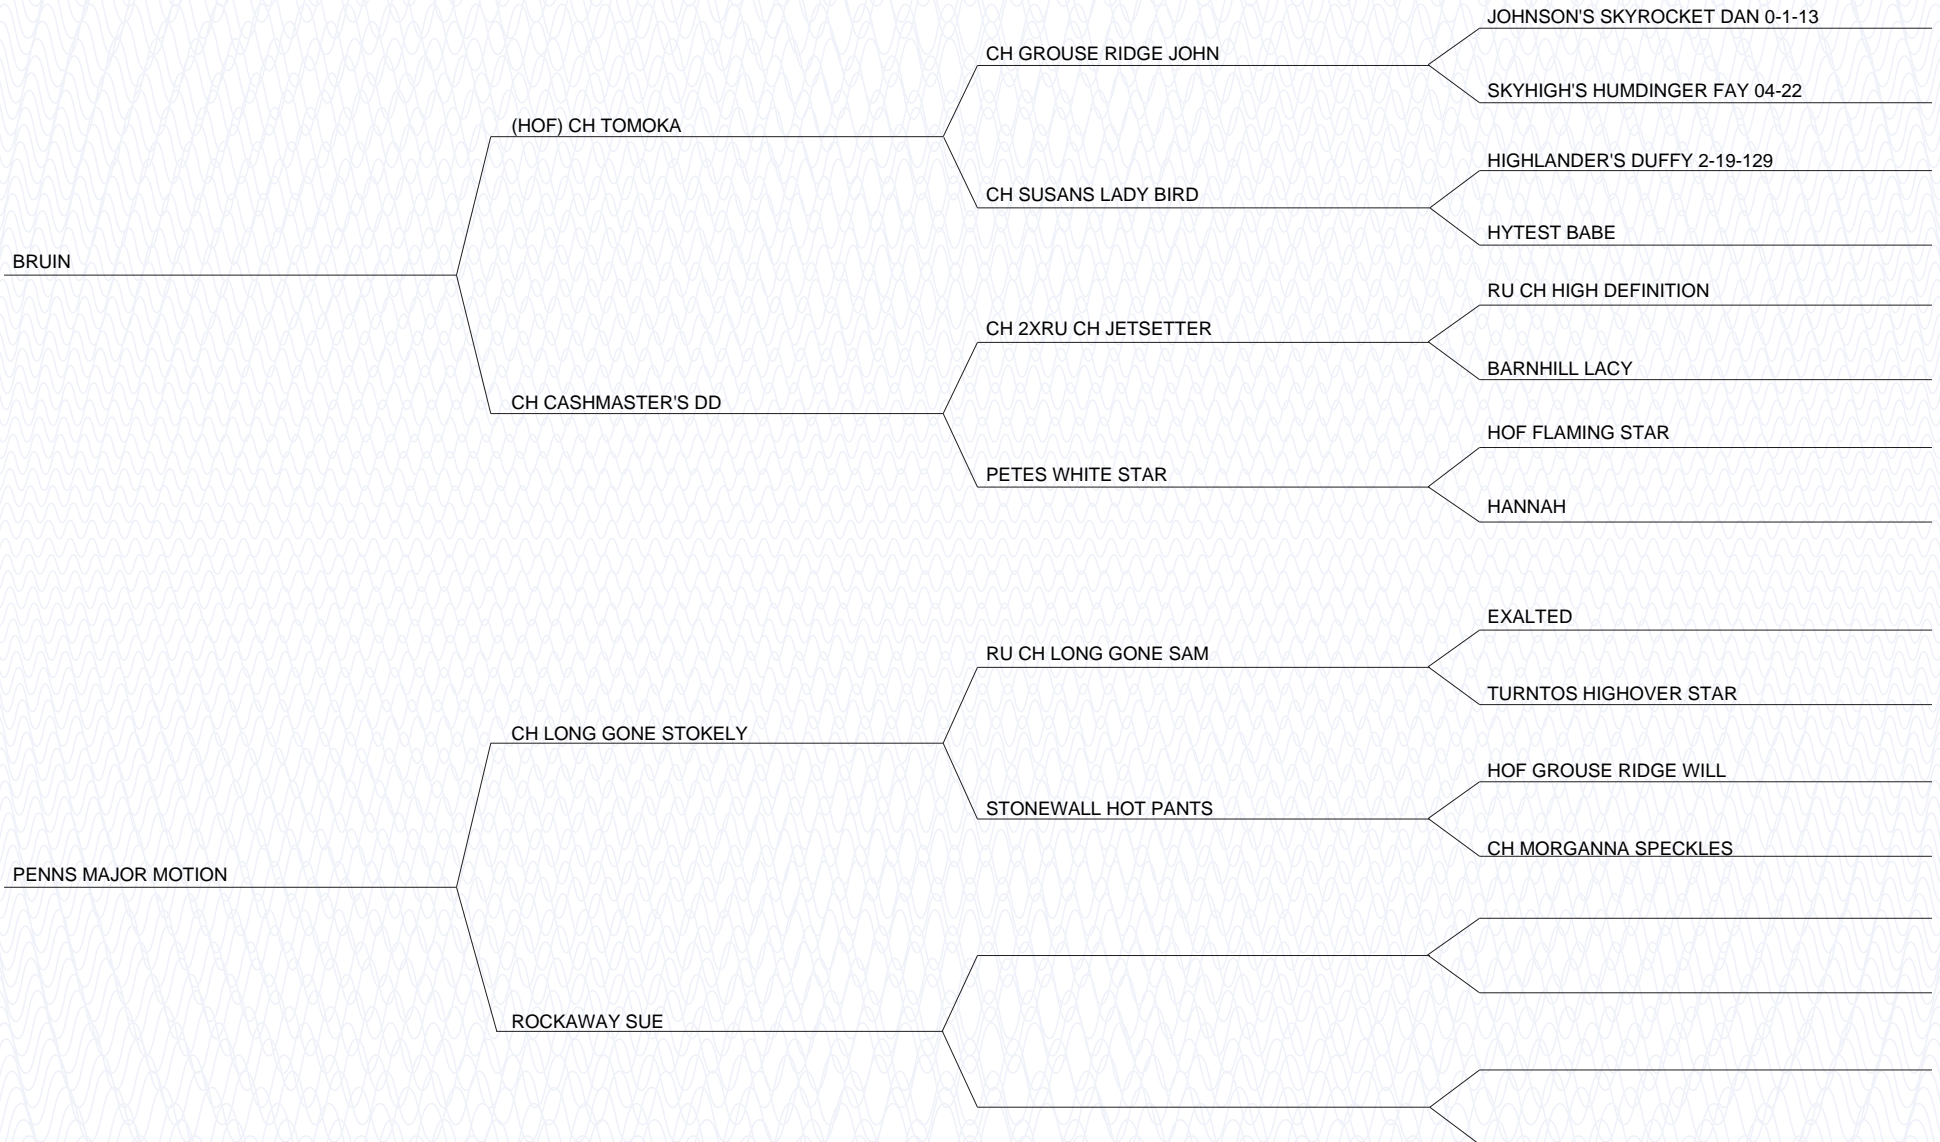 JOHNSON'S SKYROCKET DAN 0-1-13
CH GROUSE RIDGE JOHN
SKYHIGH'S HUMDINGER FAY 04-22
(HOF) CH TOMOKA
HIGHLANDER'S DUFFY 2-19-129
CH SUSANS LADY BIRD
HYTEST BABE
BRUIN
RU CH HIGH DEFINITION
CH 2XRU CH JETSETTER
BARNHILL LACY
CH CASHMASTER'S DD
HOF FLAMING STAR
PETES WHITE STAR
HANNAH
EXALTED
RU CH LONG GONE SAM
TURNTOS HIGHOVER STAR
CH LONG GONE STOKELY
HOF GROUSE RIDGE WILL
STONEWALL HOT PANTS
CH MORGANNA SPECKLES
PENNS MAJOR MOTION
ROCKAWAY SUE